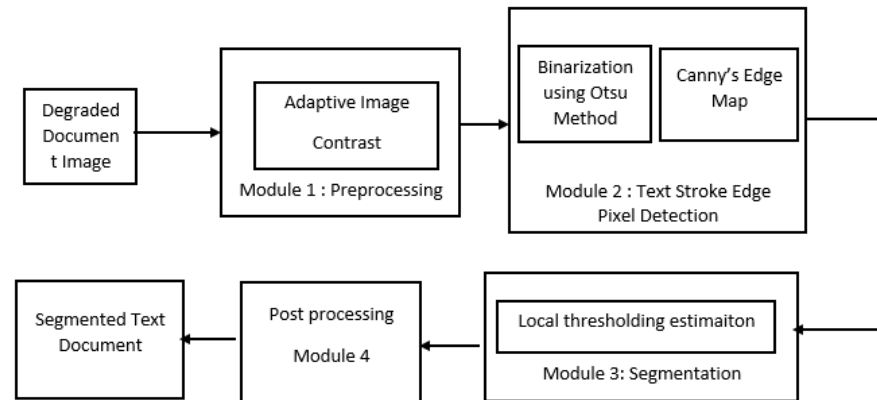 Degraded
Documen
t Image
Adaptive Image
Contrast
Module 1 : Preprocessing
Binarization
using Otsu
Method
Canny's Edge
Map
Module 2 : Text Stroke Edge
Pixel Detection
Segmented Text
Document
Post processing
Module 4
Local thresholding estimaiton
Module 3: Segmentation